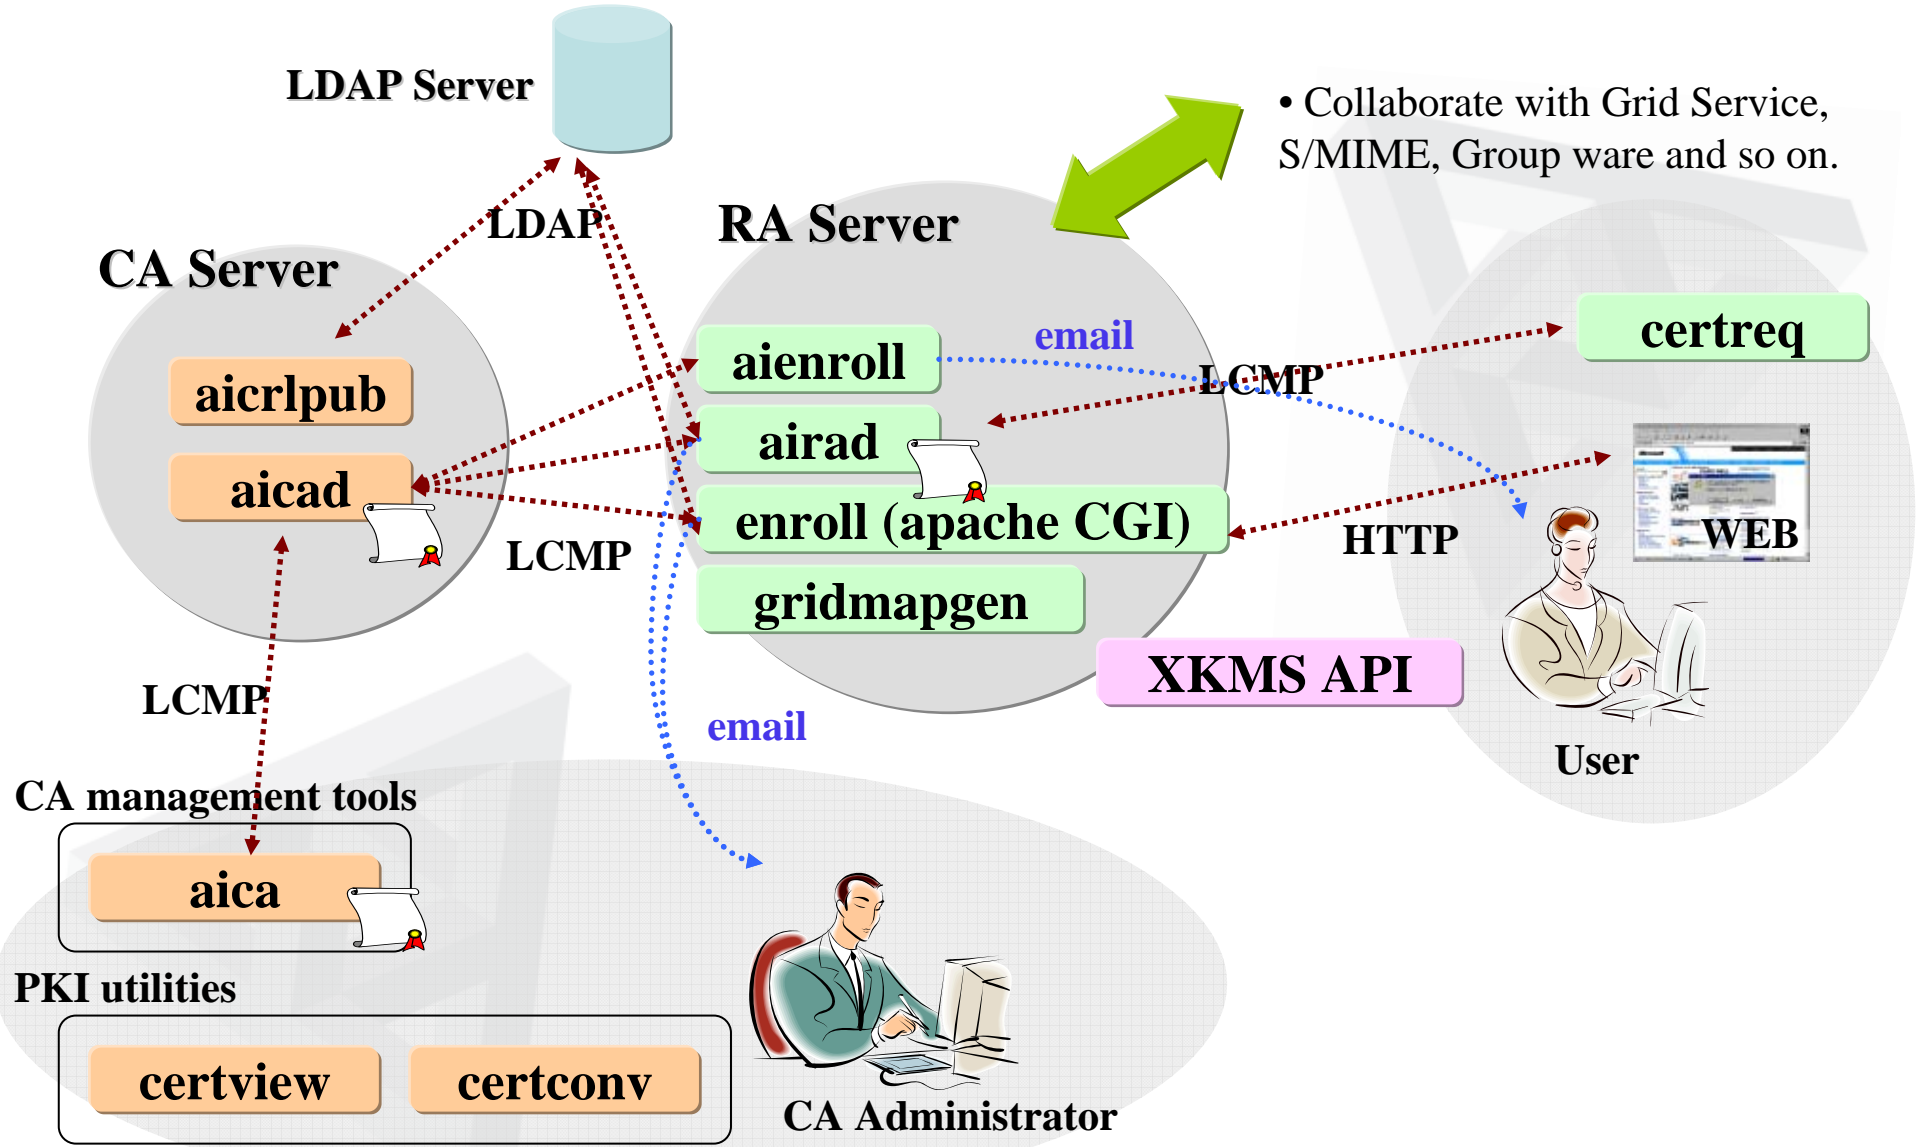 LDAP Server
• Collaborate with Grid Service,
S/MIME, Group ware and so on.
LDAP
RA Server
CA Server
certreq
email
aienroll
LCMP
aicrlpub
airad
aicad
enroll (apache CGI)
WEB
HTTP
LCMP
gridmapgen
XKMS API
LCMP
email
User
CA management tools
aica
PKI utilities
certview
certconv
CA Administrator